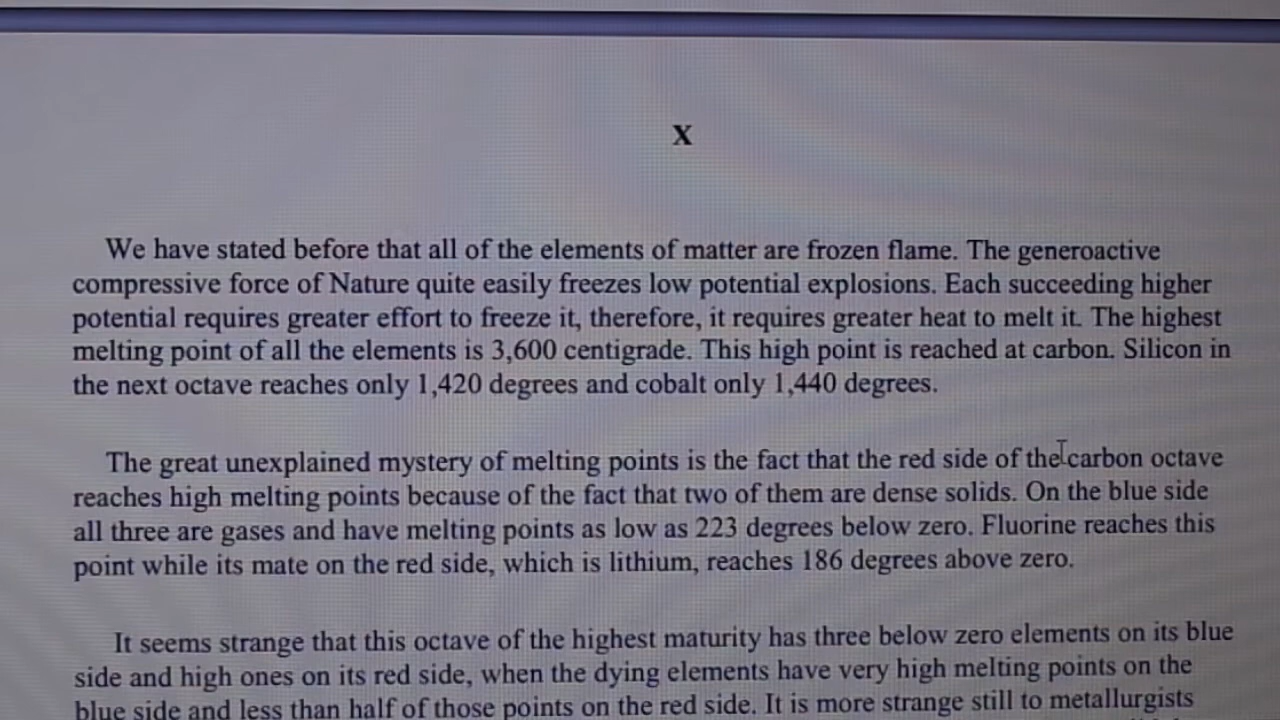 X
We have stated before that all of the elements of matter are frozen flame. The generoactive
compressive force of Nature quite easily freezes low potential explosions. Each succeeding higher
potential requires greater effort to freeze it, therefore, it requires greater heat to melt it. The highest
melting point of all the elements is 3,600 centigrade. This high point is reached at carbon. Silicon in
the next octave reaches only 1,420 degrees and cobalt only 1,440 degrees.
The great unexplained mystery of melting points is the fact that the red side of the carbon octave
reaches high melting points because of the fact that two of them are dense solids. On the blue side
all three are gases and have melting points as low as 223 degrees below zero. Fluorine reaches this
point while its mate on the red side, which is lithium, reaches 186 degrees above zero.
It seems strange that this octave of the highest maturity has three below zero elements on its blue
side and high ones on its red side, when the dying elements have very high melting points on the
blue side and less than half of those points on the red side. It is more strange still to metallurgists